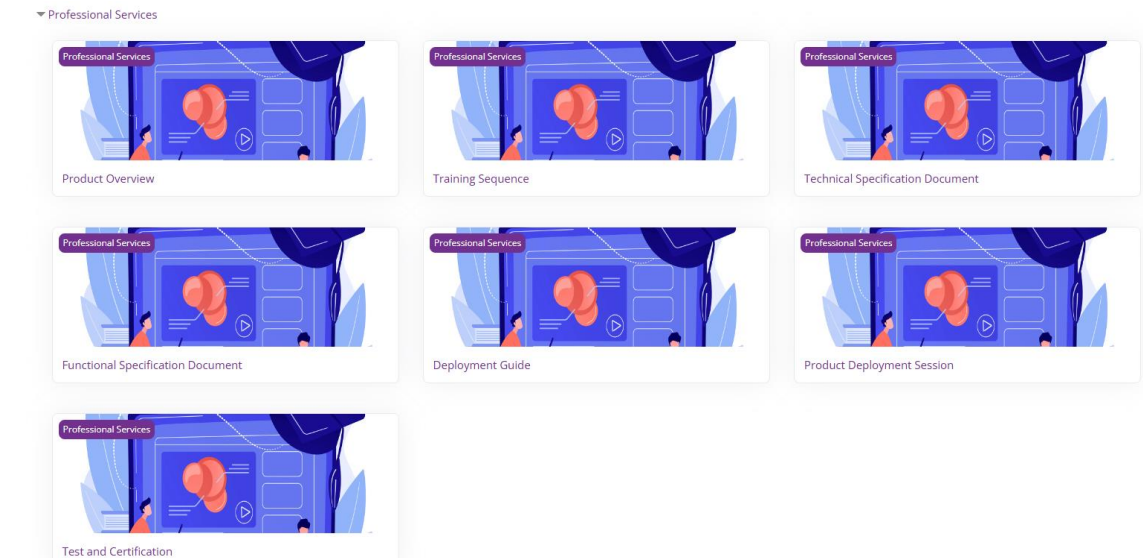 Professional Services
Professional Services
Professional Services
Professional Services
Product Overview
Training Sequence
Technical Specification Document
Professional Services
Professional Services
Professional Services
Functional Specification Document
Deployment Guide
Product Deployment Session
Professional Services
Test and Certification